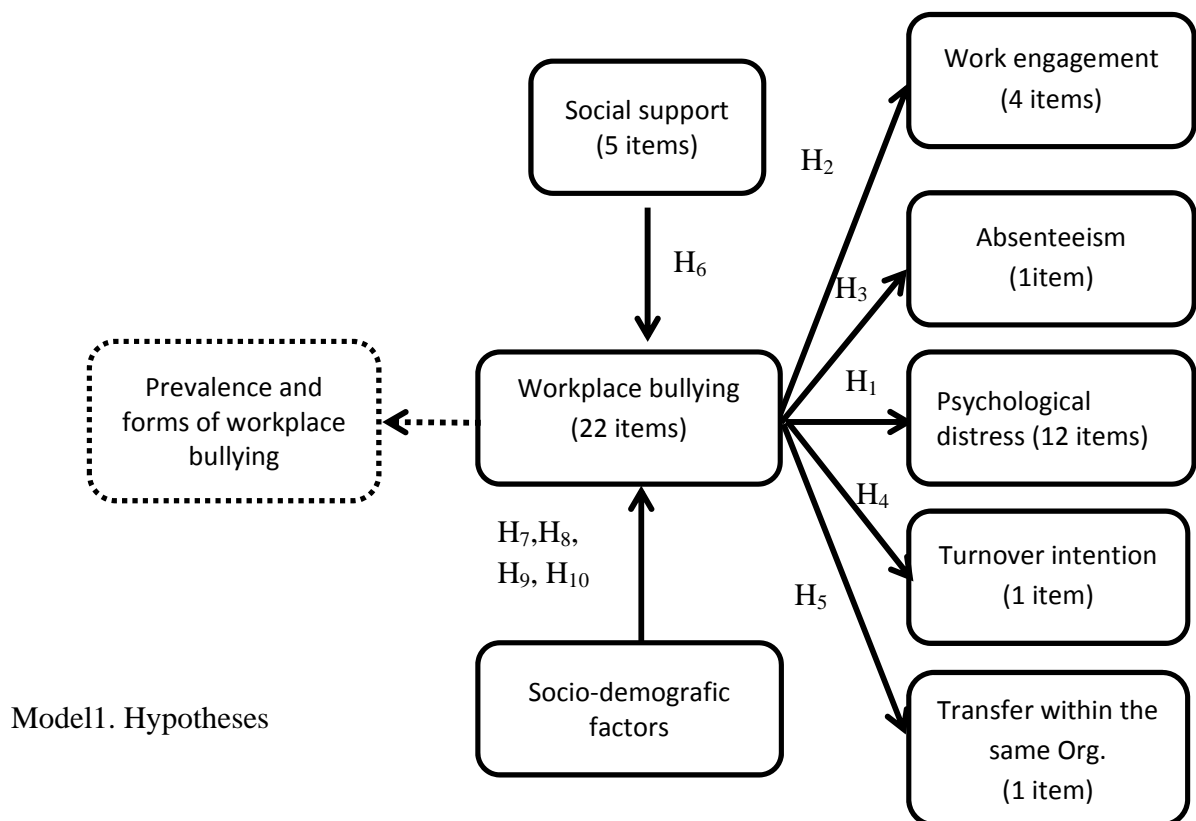 Work engagement
(4 items)
Social support
(5 items)
H2
Absenteeism
(1item)
H6
H3
Prevalence and
forms of workplace
bullying
Workplace bullying
(22 items)
H1
Psychological
distress (12 items)
H4
H7,H8,
H9, H10
Turnover intention
(1 item)
H5
Socio-demografic
factors
Transfer within the
same Org.
(1 item)
Model1. Hypotheses